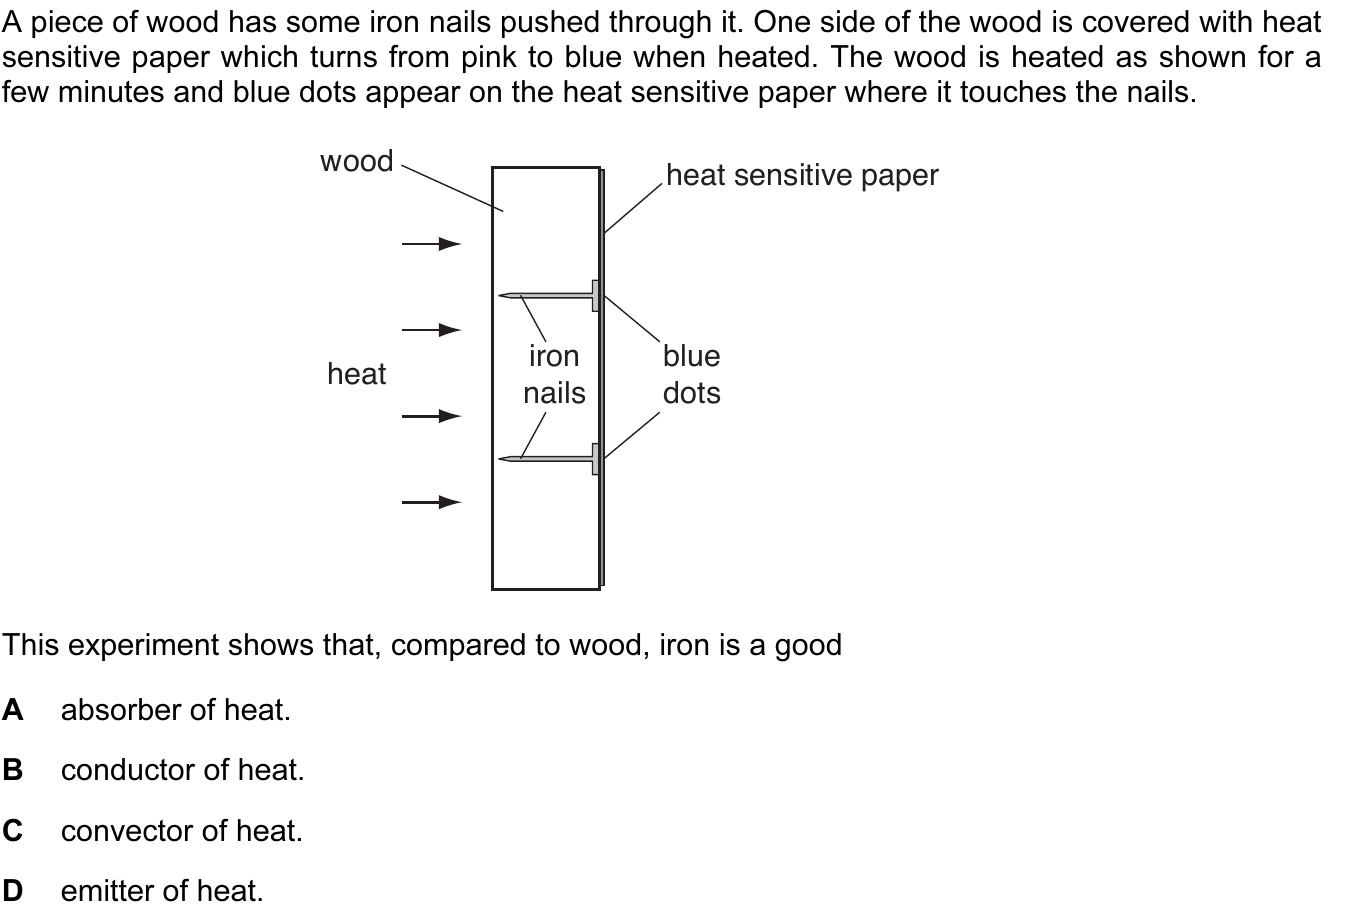 A piece of wood has some iron nails pushed through it. One side of the wood is covered with heat
sensitive paper which turns from pink to blue when heated. The wood is heated as shown for a
few minutes and blue dots appear on the heat sensitive paper where it touches the nails.
wood
heat sensitive paper
iron
nails
blue
dots
heat
This experiment shows that, compared to wood, iron is a good
A absorber of heat.
B conductor of heat.
C convector of heat.
D emitter of heat.